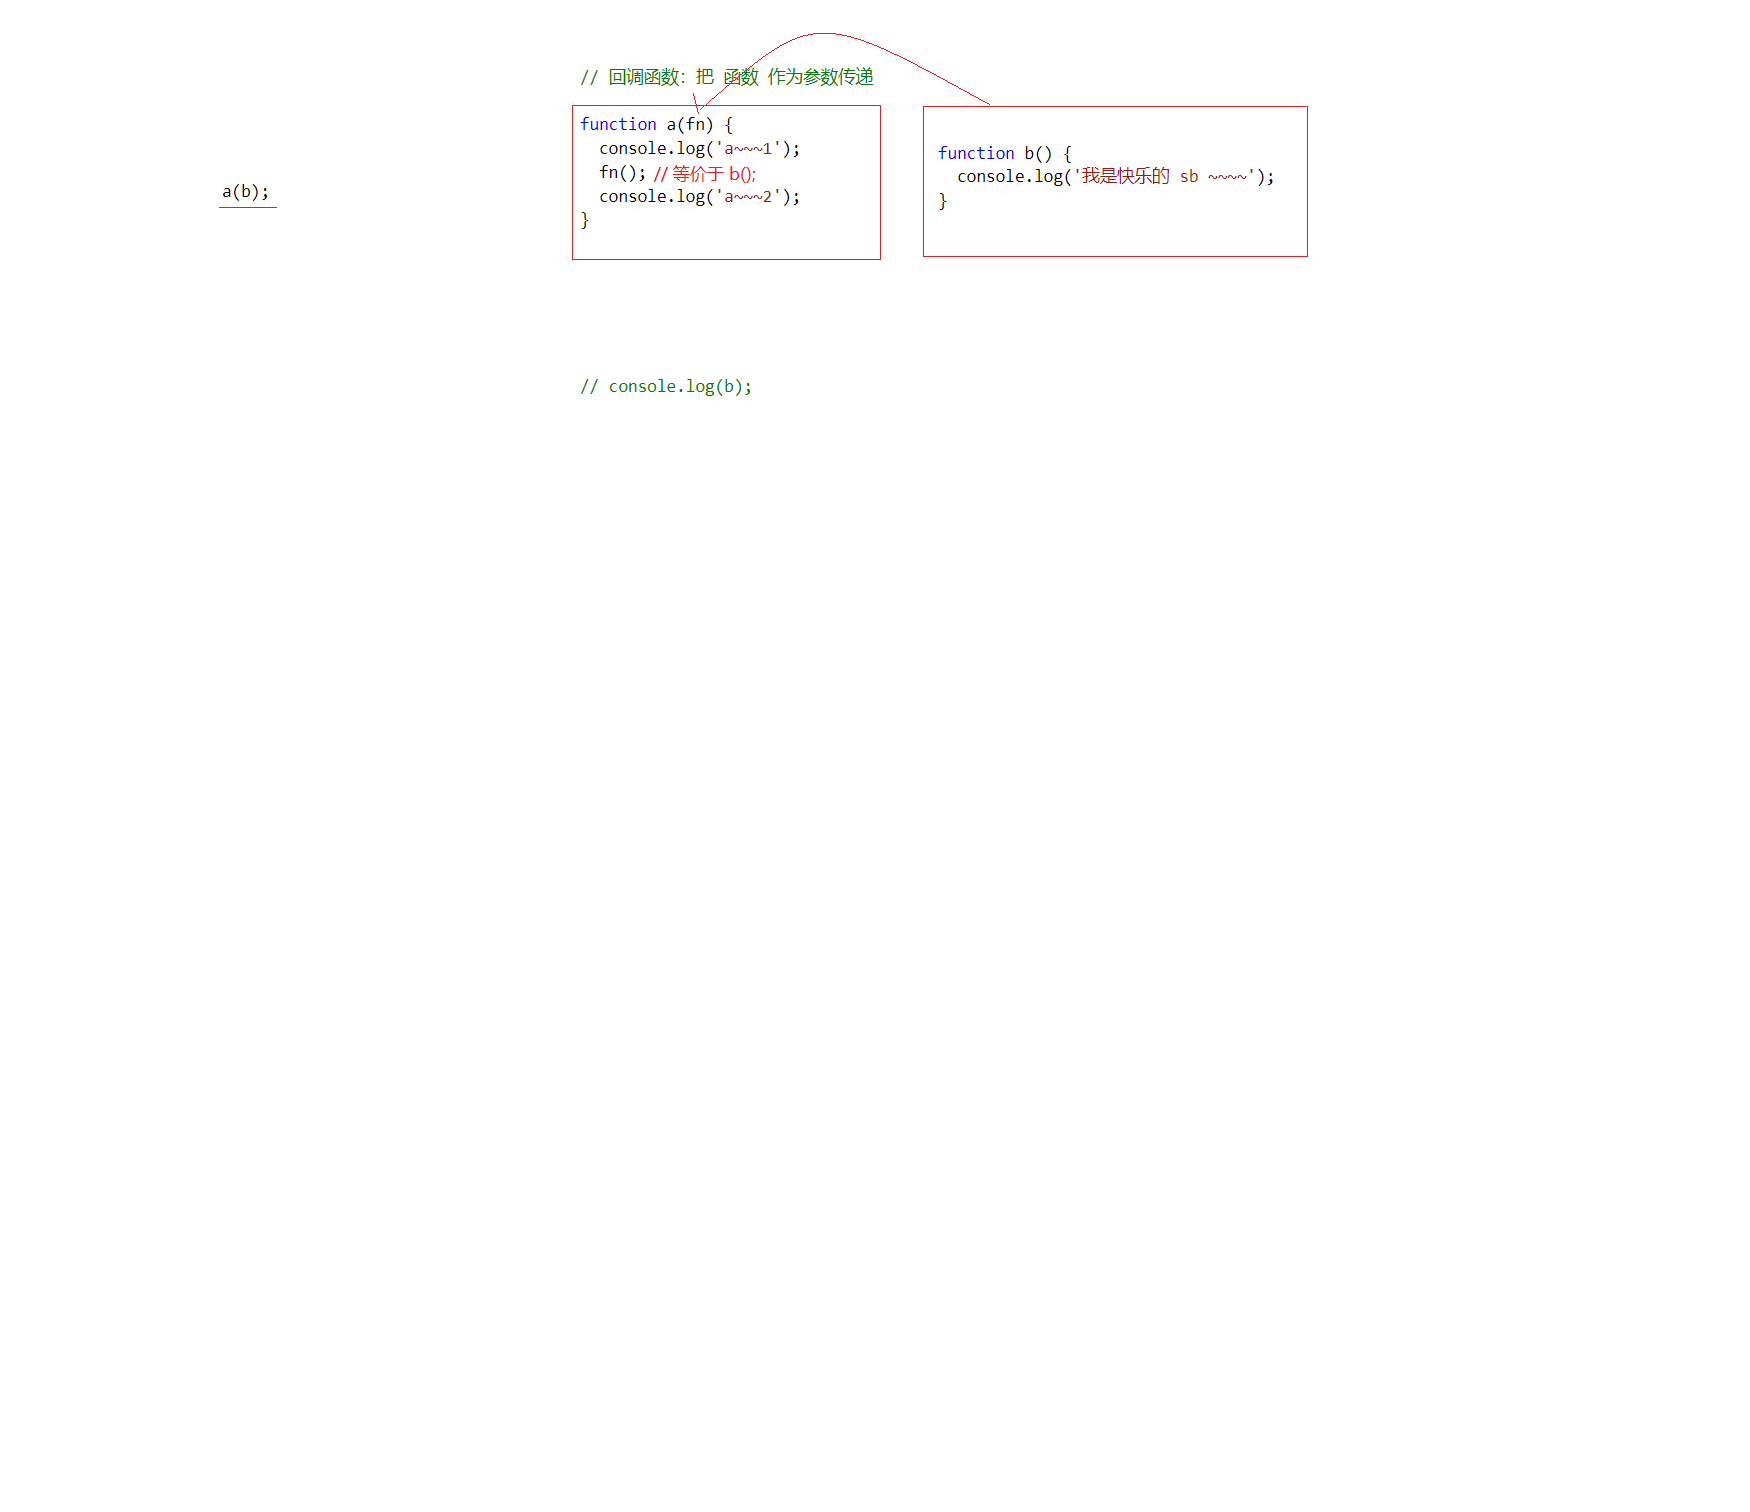 // 回调函数：把 函数 作为参数传递
function a(fn) {
  console.log('a~~~1');
  fn(); // 等价于 b();
  console.log('a~~~2');
}
function b() {
  console.log('我是快乐的 sb ~~~~');
}
a(b);
// console.log(b);